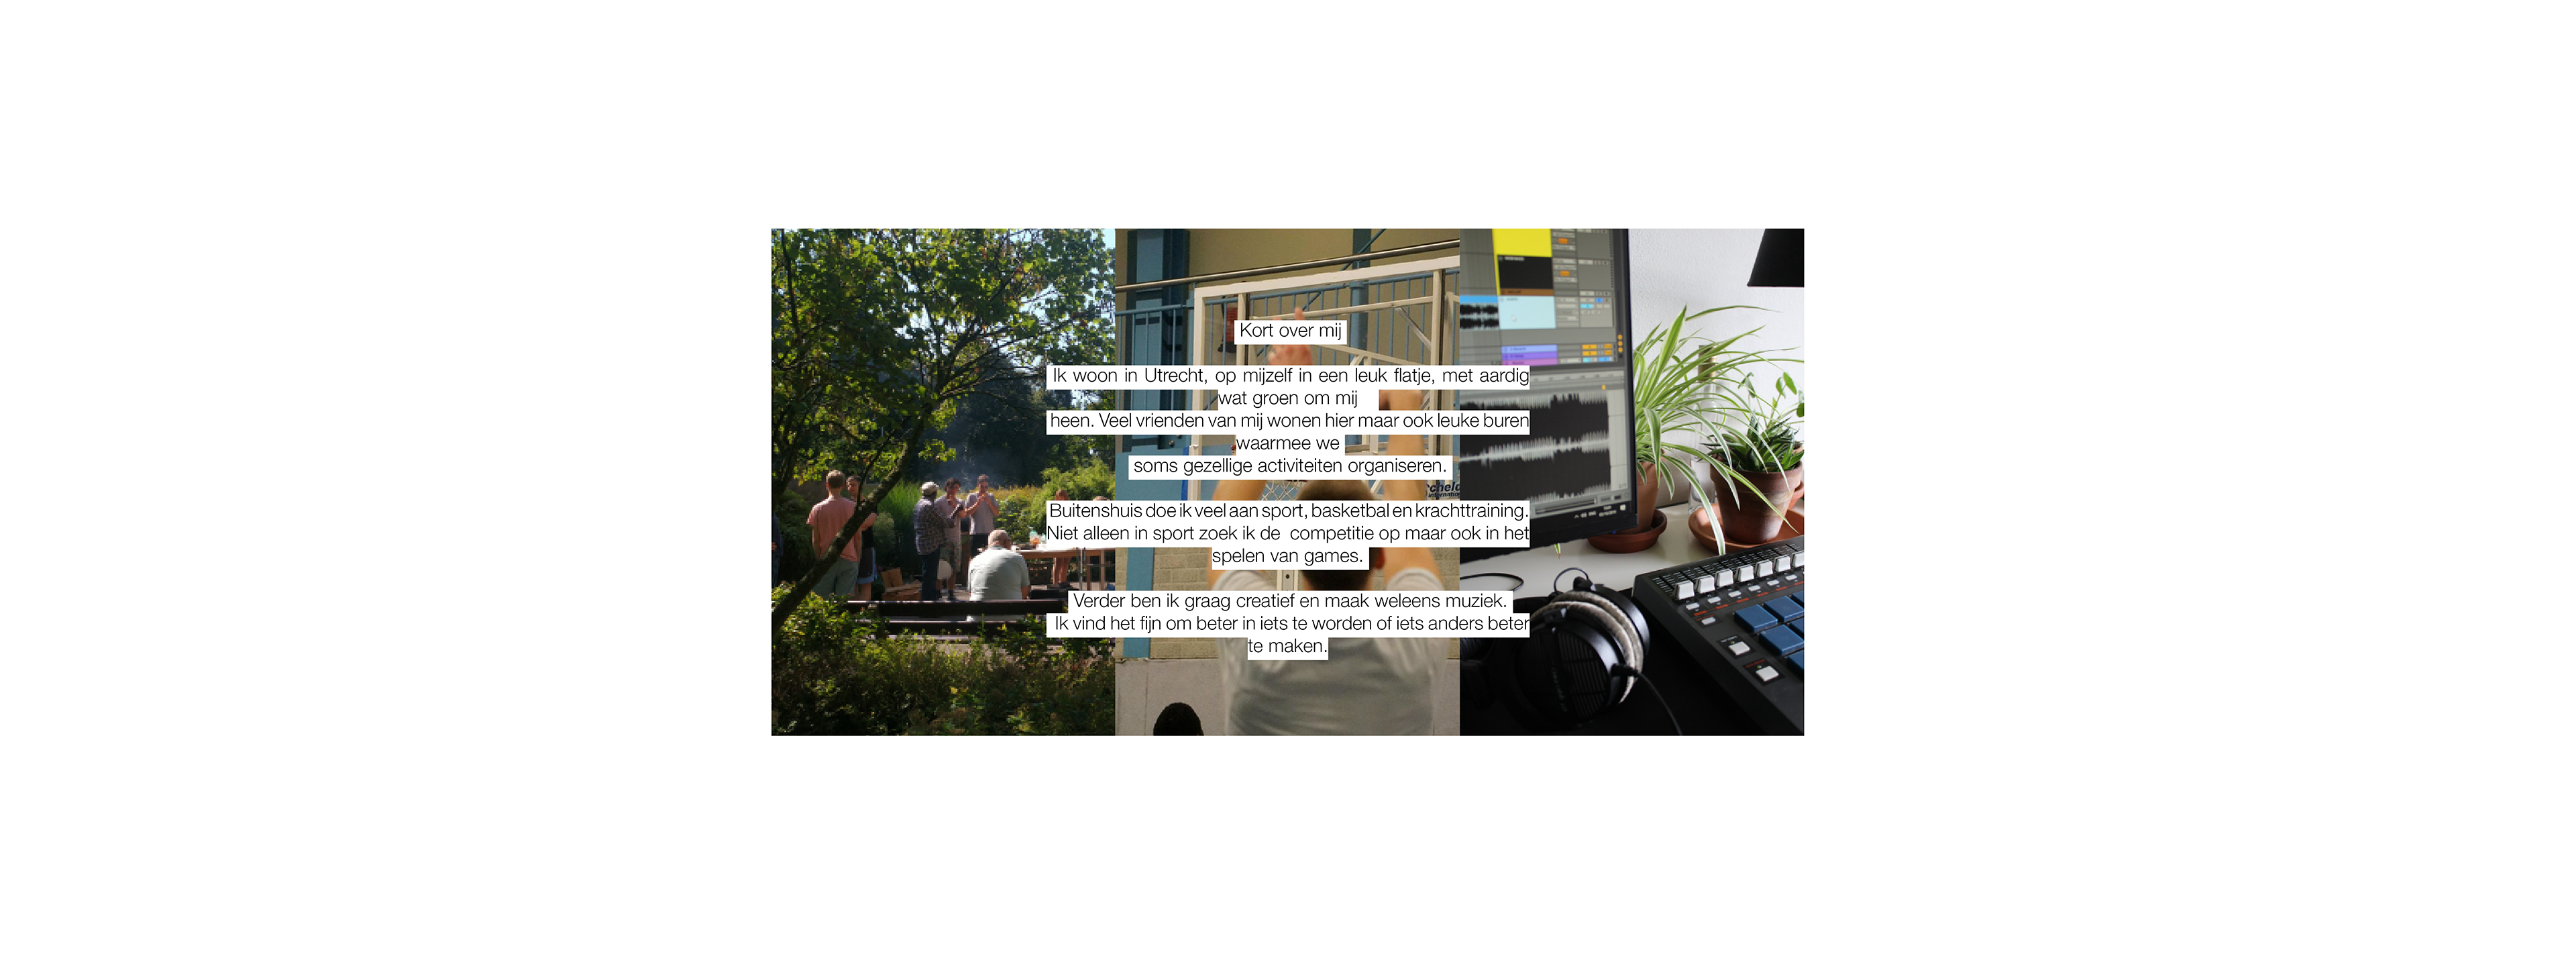 Kort over mij
Ik woon in Utrecht, op mijzelf in een leuk flatje, met aardig
wat groen om mij
heen. Veel vrienden van mij wonen hier maar ook leuke buren
waarmee we
soms gezellige activiteiten organiseren.
Buitenshuis doe ik veel aan sport, basketbal en krachttraining.
Niet alleen in sport zoek ik de  competitie op maar ook in het
spelen van games.
Verder ben ik graag creatief en maak weleens muziek.
Ik vind het fijn om beter in iets te worden of iets anders beter
te maken.